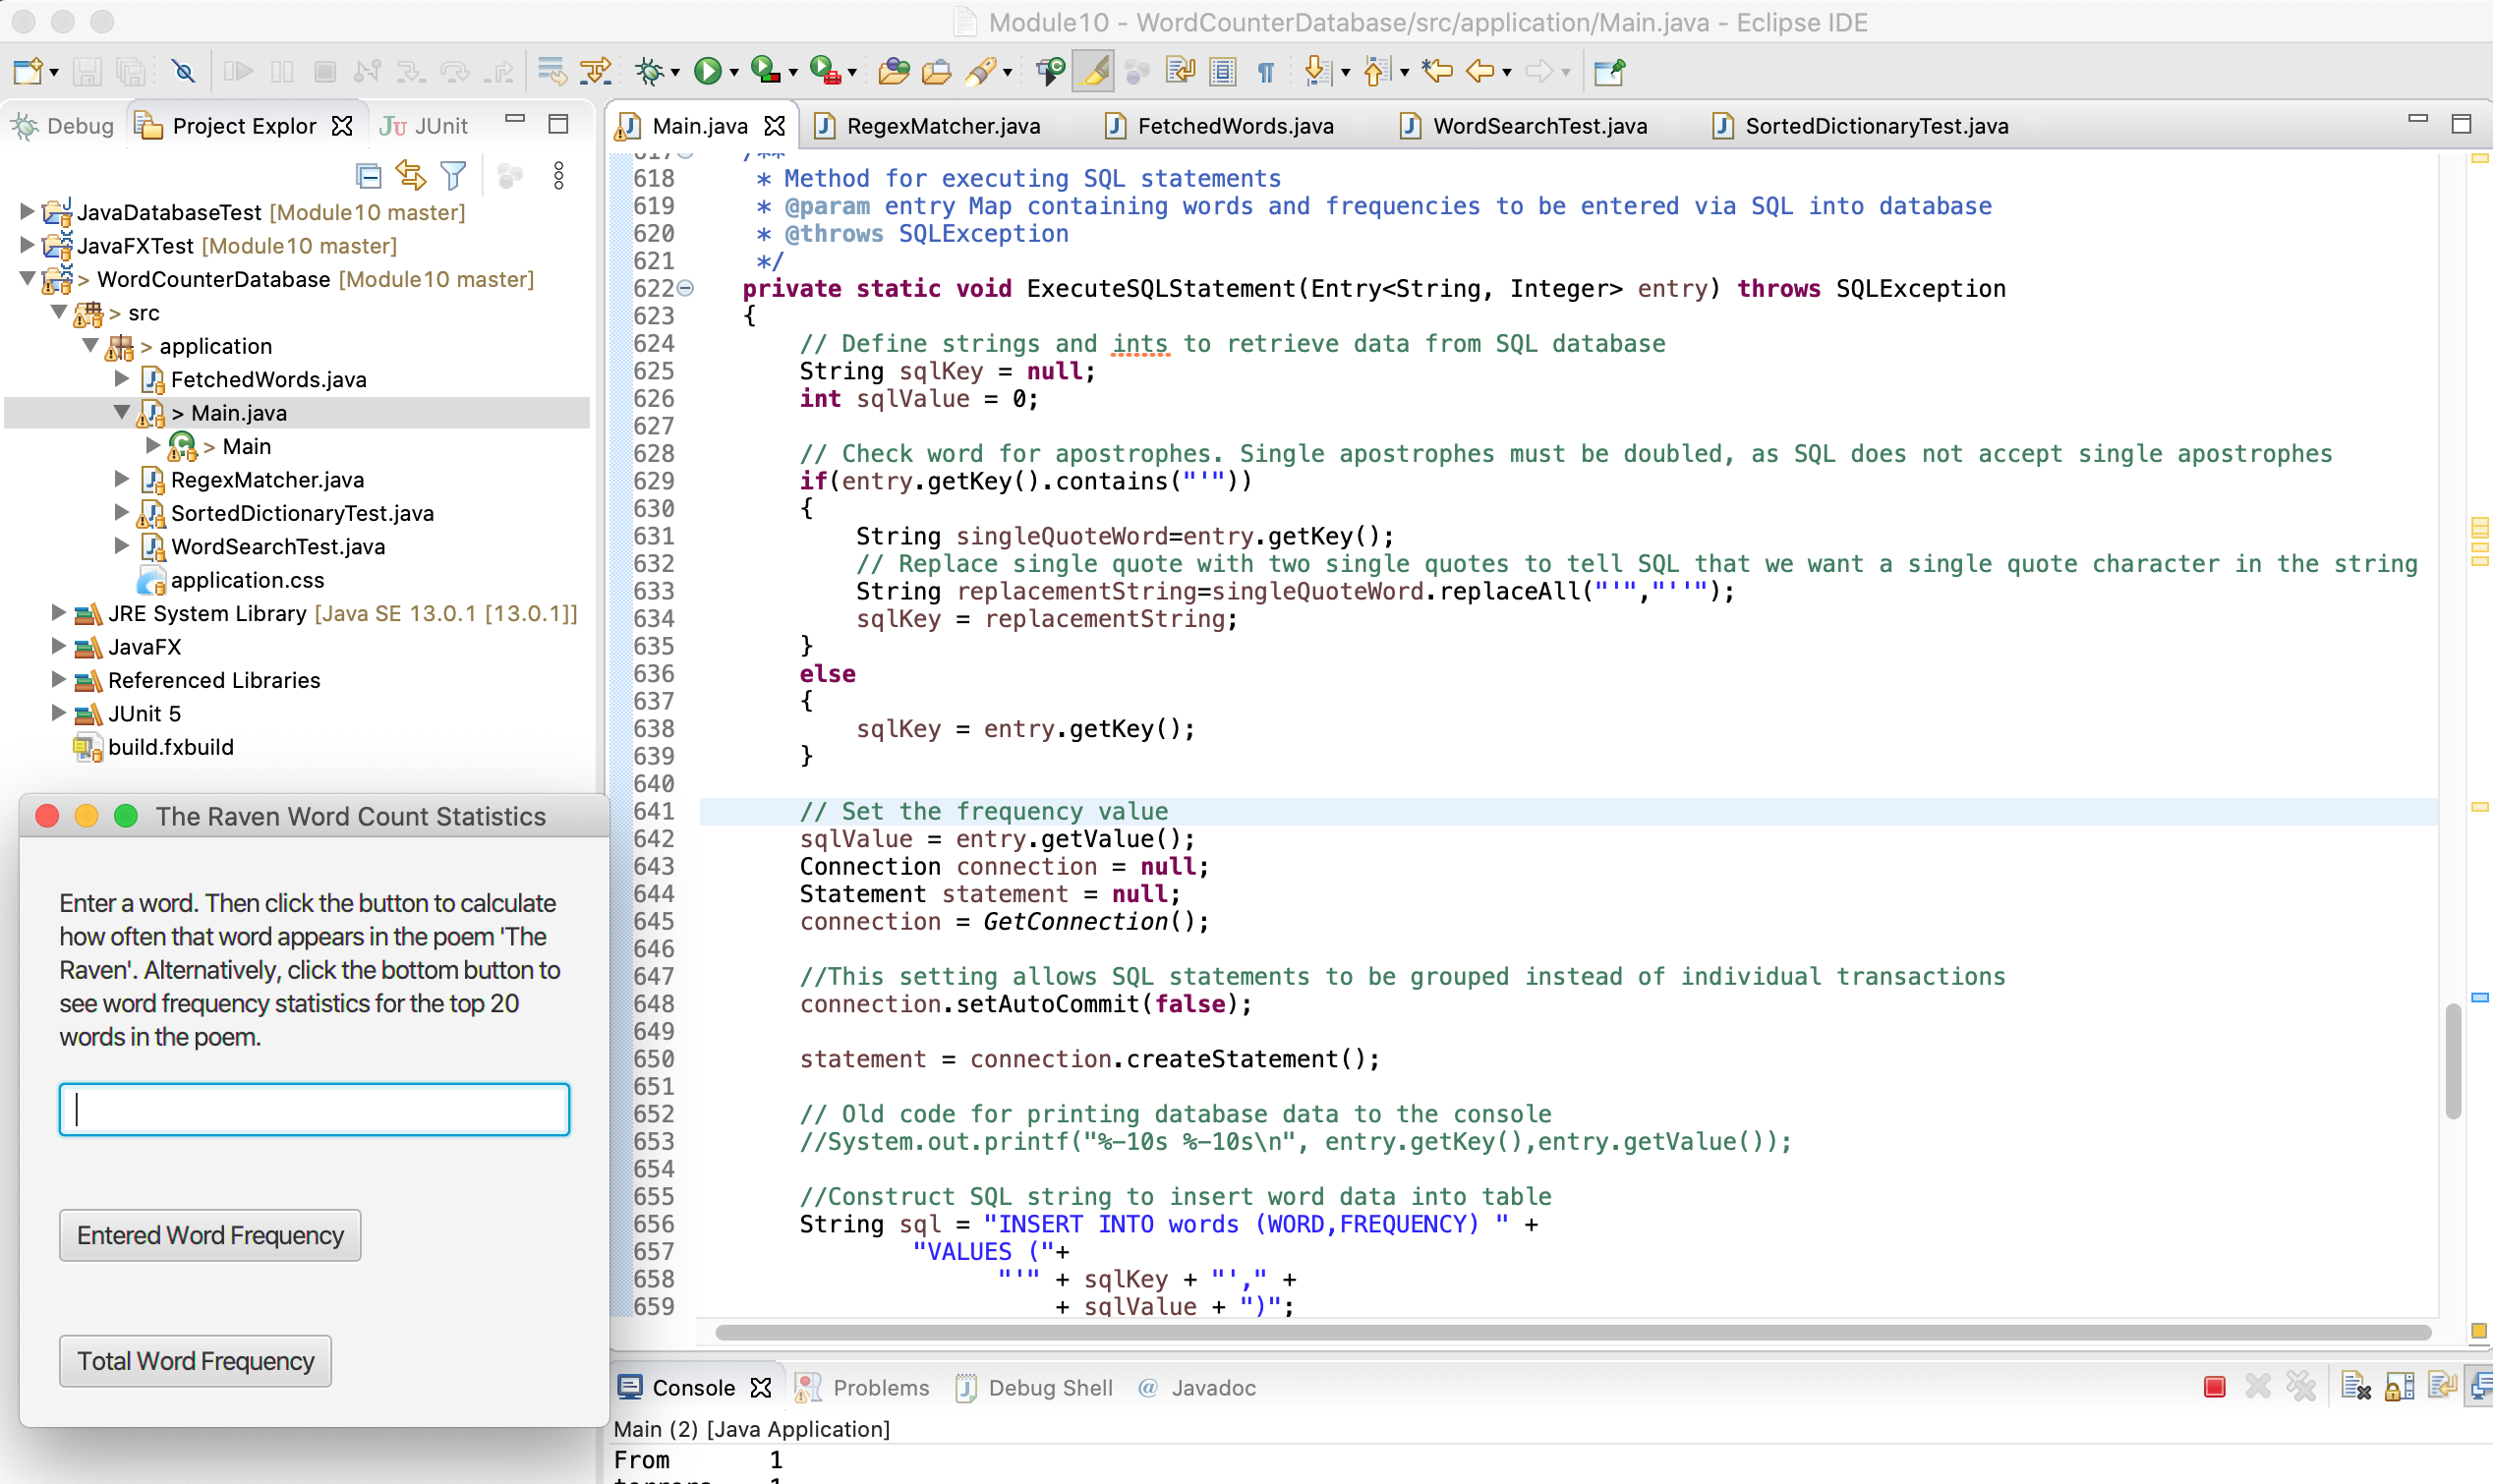 Module10 - WordCounterDatabase/src/application/Main.java - Eclipse IDE
Debug
Project Explor
JUnit
JavaDatabaseTest [Module10 master]
JavaFXTest [Module10 master]
> WordCounterDatabase [Module10 master]
> src
> application
FetchedWords.java
> Main.java
> Main
RegexMatcher.java
SortedDictionaryTest.java
WordSearchTest.java
application.css
JRE System Library [Java SE 13.0.1 [13.0.1]]
JavaFX
Referenced Libraries
JUnit 5
build.fxbuild
The Raven Word Count Statistics
Enter a word. Then click the button to calculate
how often that word appears in the poem 'The
Raven'. Alternatively, click the bottom button to
see word frequency statistics for the top 20
words in the poem.
Entered Word Frequency
Total Word Frequency
Main.java
RegexMatcher.java
FetchedWords.java
WordSearchTest.java
SortedDictionaryTest.java
617 /**
618 * Method for executing SQL statements
619 * @param entry Map containing words and frequencies to be entered via SQL into database
620 * @throws SQLException
621 */
622 private static void ExecuteSQLStatement(Entry<String, Integer> entry) throws SQLException
623 {
624 // Define strings and ints to retrieve data from SQL database
625 String sqlKey = null;
626 int sqlValue = 0;
627
628 // Check word for apostrophes. Single apostrophes must be doubled, as SQL does not accept single apostrophes
629 if(entry.getKey().contains("'"))
630 {
631 String singleQuoteWord=entry.getKey();
632 // Replace single quote with two single quotes to tell SQL that we want a single quote character in the string
633 String replacementString=singleQuoteWord.replaceAll("'","''");
634 sqlKey = replacementString;
635 }
636 else
637 {
638 sqlKey = entry.getKey();
639 }
640
641 // Set the frequency value
642 sqlValue = entry.getValue();
643 Connection connection = null;
644 Statement statement = null;
645 connection = GetConnection();
646
647 //This setting allows SQL statements to be grouped instead of individual transactions
648 connection.setAutoCommit(false);
649
650 statement = connection.createStatement();
651
652 // Old code for printing database data to the console
653 //System.out.printf("%-10s %-10s\n", entry.getKey(),entry.getValue());
654
655 //Construct SQL string to insert word data into table
656 String sql = "INSERT INTO words (WORD,FREQUENCY) " +
657 "VALUES ("+
658 "'" + sqlKey + "'," +
659 + sqlValue + ")";
Console
Problems
Debug Shell
@ Javadoc
Main (2) [Java Application]
From 1